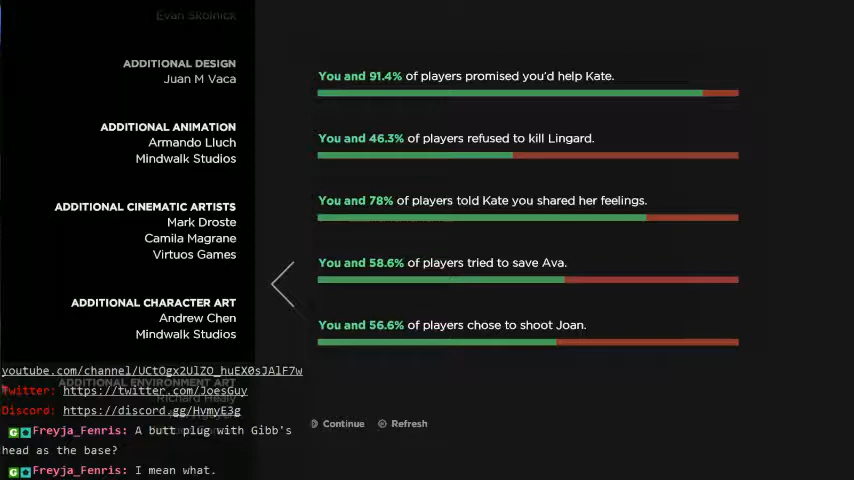 Evan Skolnick
ADDITIONAL DESIGN
Juan M Vaca
ADDITIONAL ANIMATION
Armando Lluch
Mindwalk Studios
ADDITIONAL CINEMATIC ARTISTS
Mark Droste
Camila Magrane
Virtuos Games
ADDITIONAL CHARACTER ART
Andrew Chen
Mindwalk Studios
ADDITIONAL ENVIRONMENT ART
Richard Healy
You and 91.4% of players promised you'd help Kate.
You and 46.3% of players refused to kill Lingard.
You and 78% of players told Kate you shared her feelings.
You and 58.6% of players tried to save Ava.
You and 56.6% of players chose to shoot Joan.
Continue Refresh
youtube.com/channel/UCtOgx2UlZO_huEX0sJAlF7w
Twitter: https://twitter.com/JoesGuy
Discord: https://discord.gg/HvmyE3g
Freyja_Fenris: A butt plug with Gibb's
head as the base?
Freyja_Fenris: I mean what.